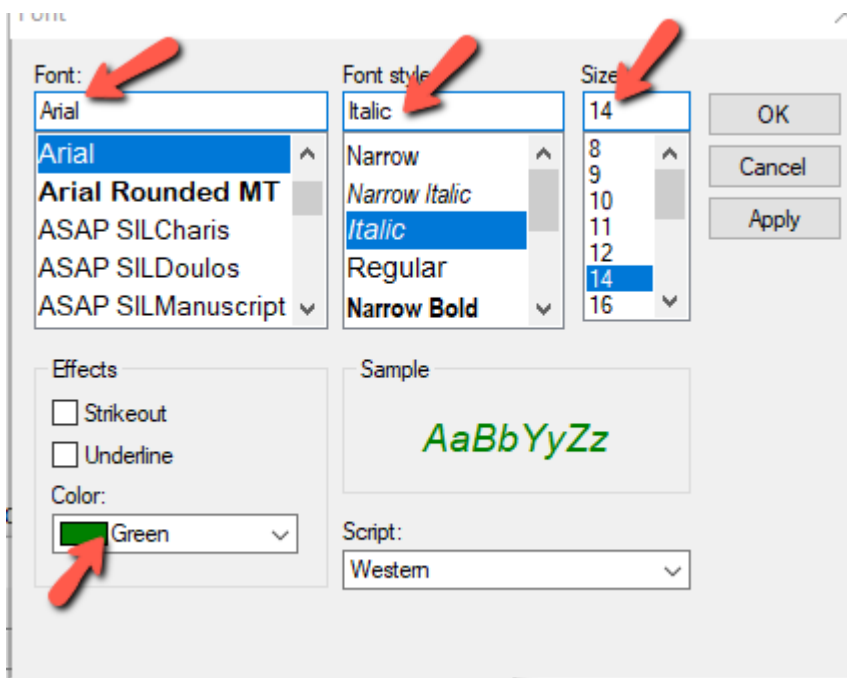 Font
Font:
Arial
Arial
Arial Rounded MT
ASAP SILCharis
ASAP SILDoulos
ASAP SILManuscript
Font style
Italic
Narrow
Narrow Italic
Italic
Regular
Narrow Bold
Size
14
8
9
10
11
12
14
16
OK
Cancel
Apply
Effects
Strikeout
Underline
Color:
Green
Sample
AaBbYyZz
Script:
Western